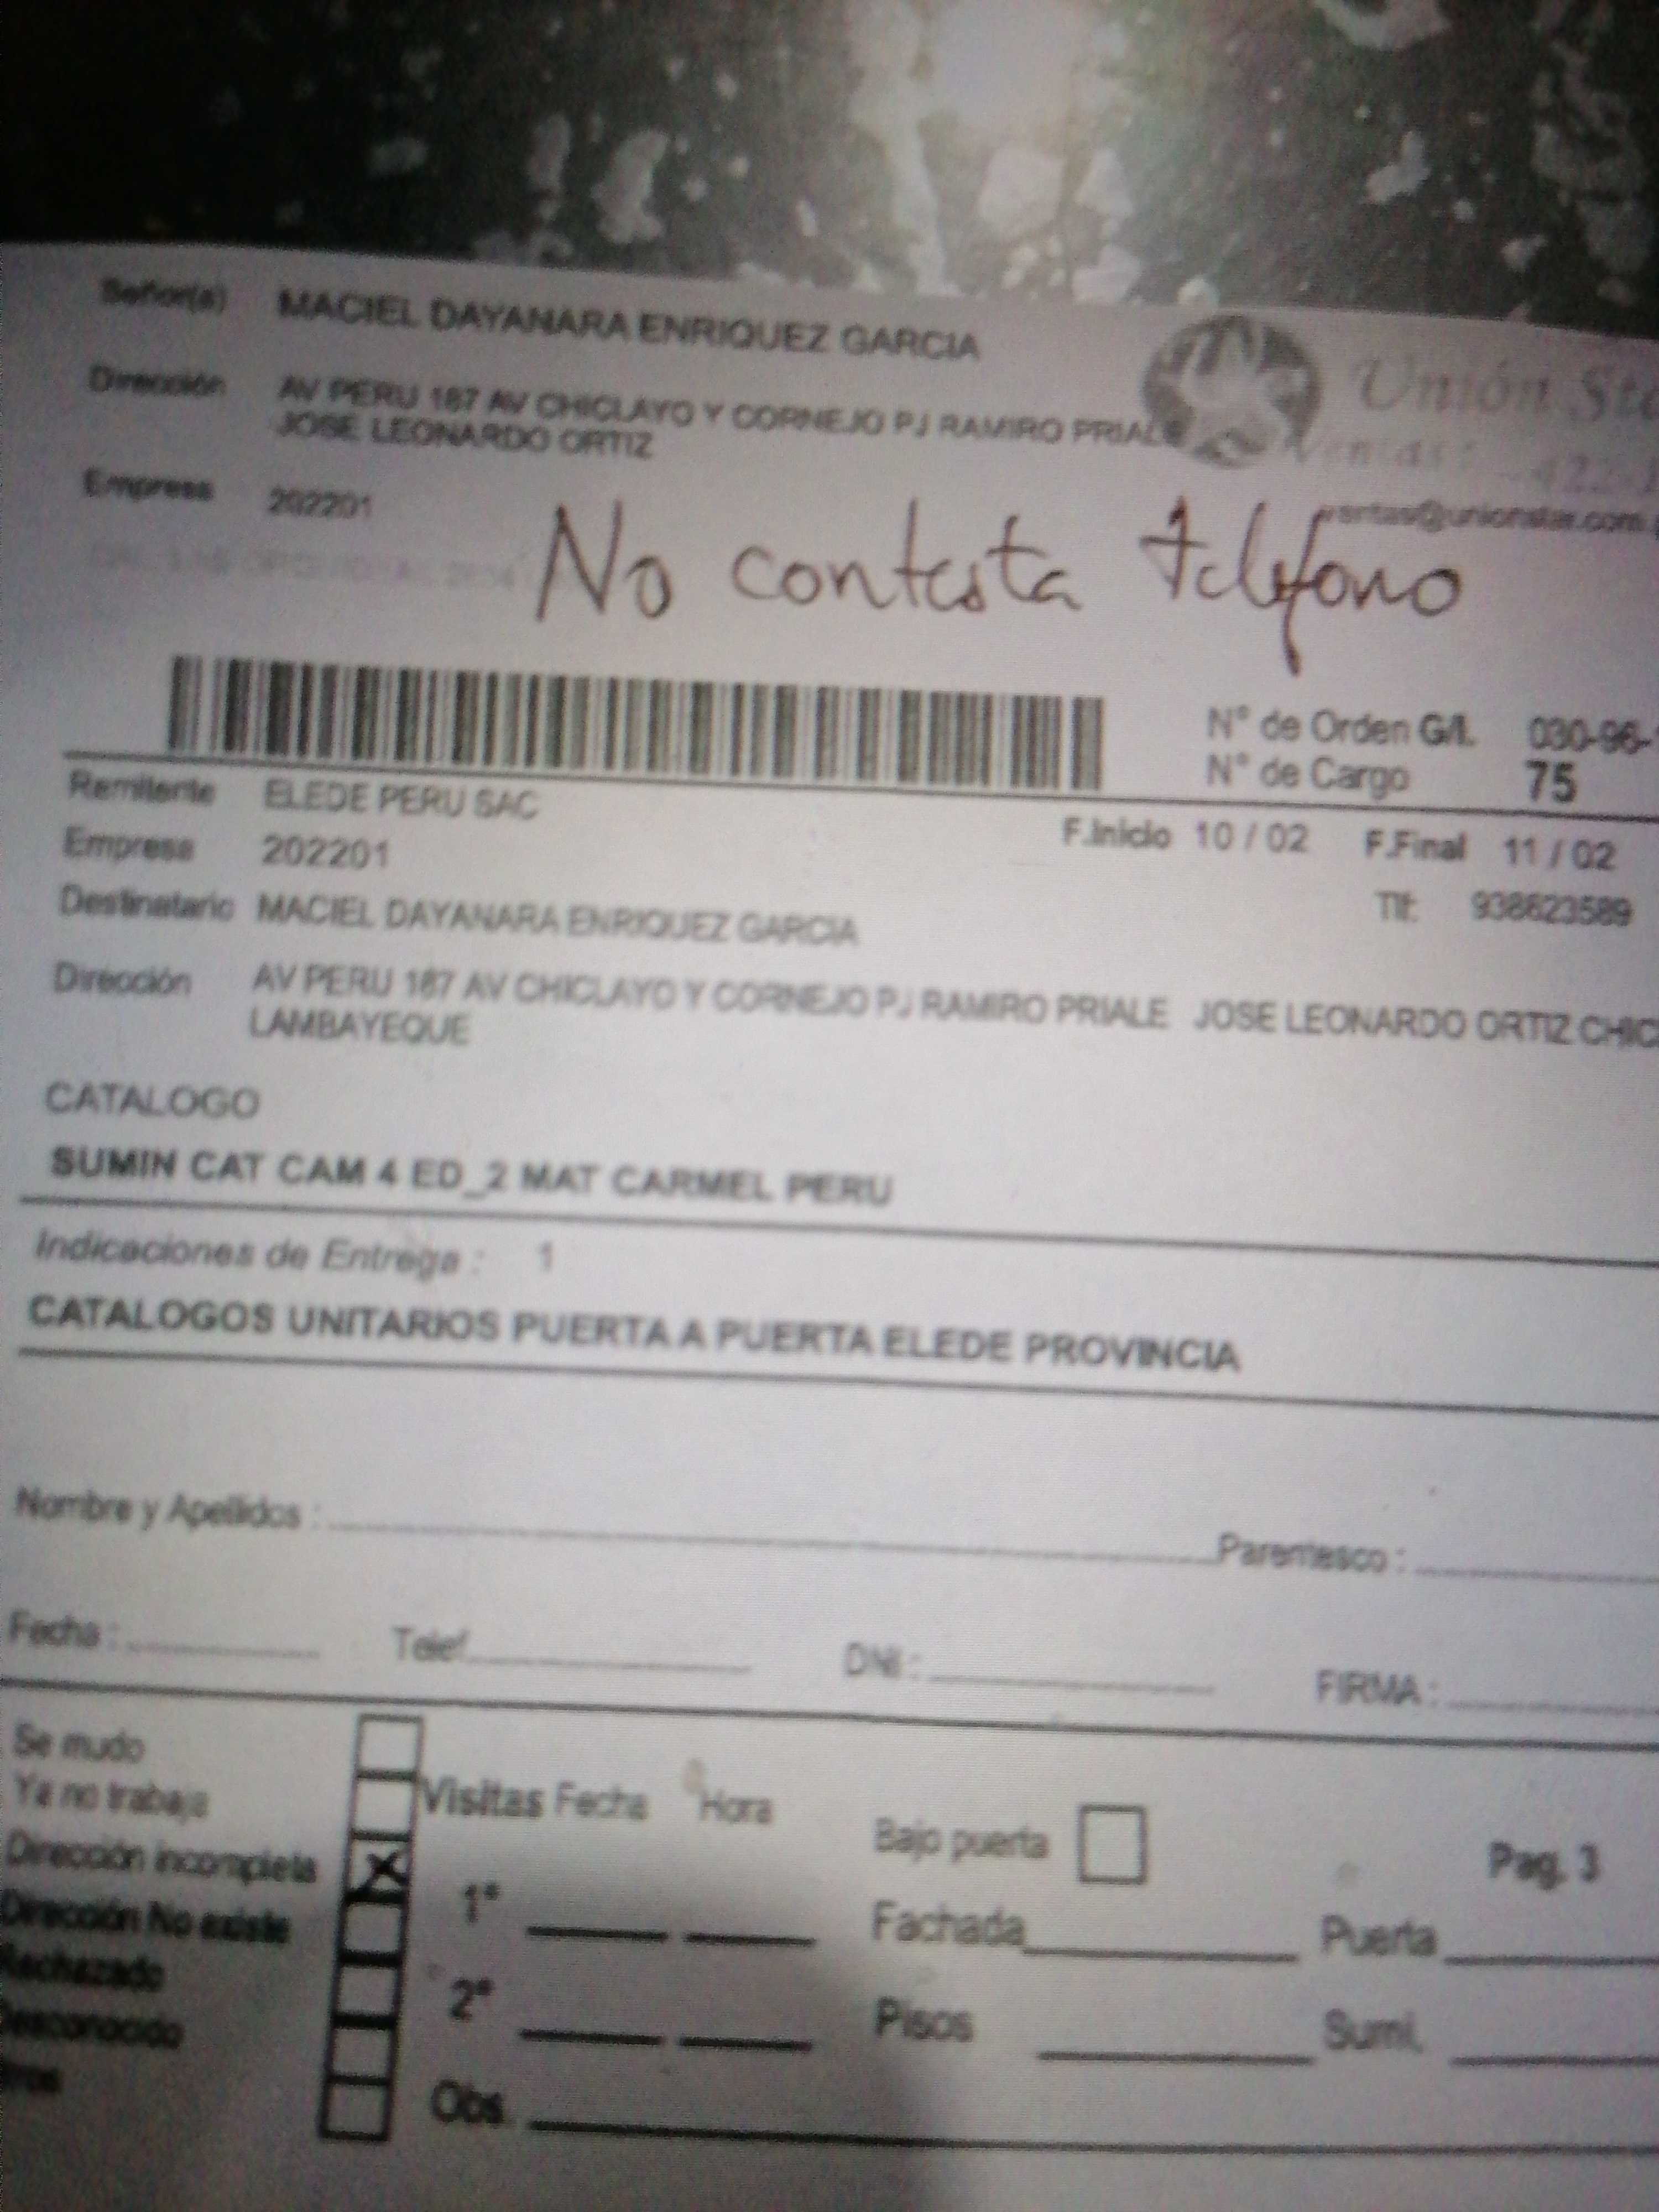 Señor(a) MACIEL DAYANARA ENRIQUEZ GARCIA
Dirección AV PERU 187 AV CHICLAYO Y CORNEJO PJ RAMIRO PRIALE
JOSE LEONARDO ORTIZ
Unión
Empresa 202201
ventas@unionstar.com.
No contesta telefono
N° de Orden G/I. 030-96-
N° de Cargo 75
Remitente ELEDE PERU SAC
F.Inicio 10 / 02 F.Final 11 / 02
Empresa 202201
Tlf: 938623589
Destinatario MACIEL DAYANARA ENRIQUEZ GARCIA
Dirección AV PERU 187 AV CHICLAYO Y CORNEJO PJ RAMIRO PRIALE JOSE LEONARDO ORTIZ CHIC
LAMBAYEQUE
CATALOGO
SUMIN CAT CAM 4 ED_2 MAT CARMEL PERU
Indicaciones de Entrega : 1
CATALOGOS UNITARIOS PUERTA A PUERTA ELEDE PROVINCIA
Nombre y Apellidos : Parentesco :
Fecha : Telef. DNI : FIRMA :
Se mudo
Ya no trabaja Visitas Fecha Hora Bajo puerta Pag. 3
Dirección incompleta X
1° Fachada Puerta
Dirección No existe
Rechazado
2° Pisos Sumi.
Desconocido
Obs